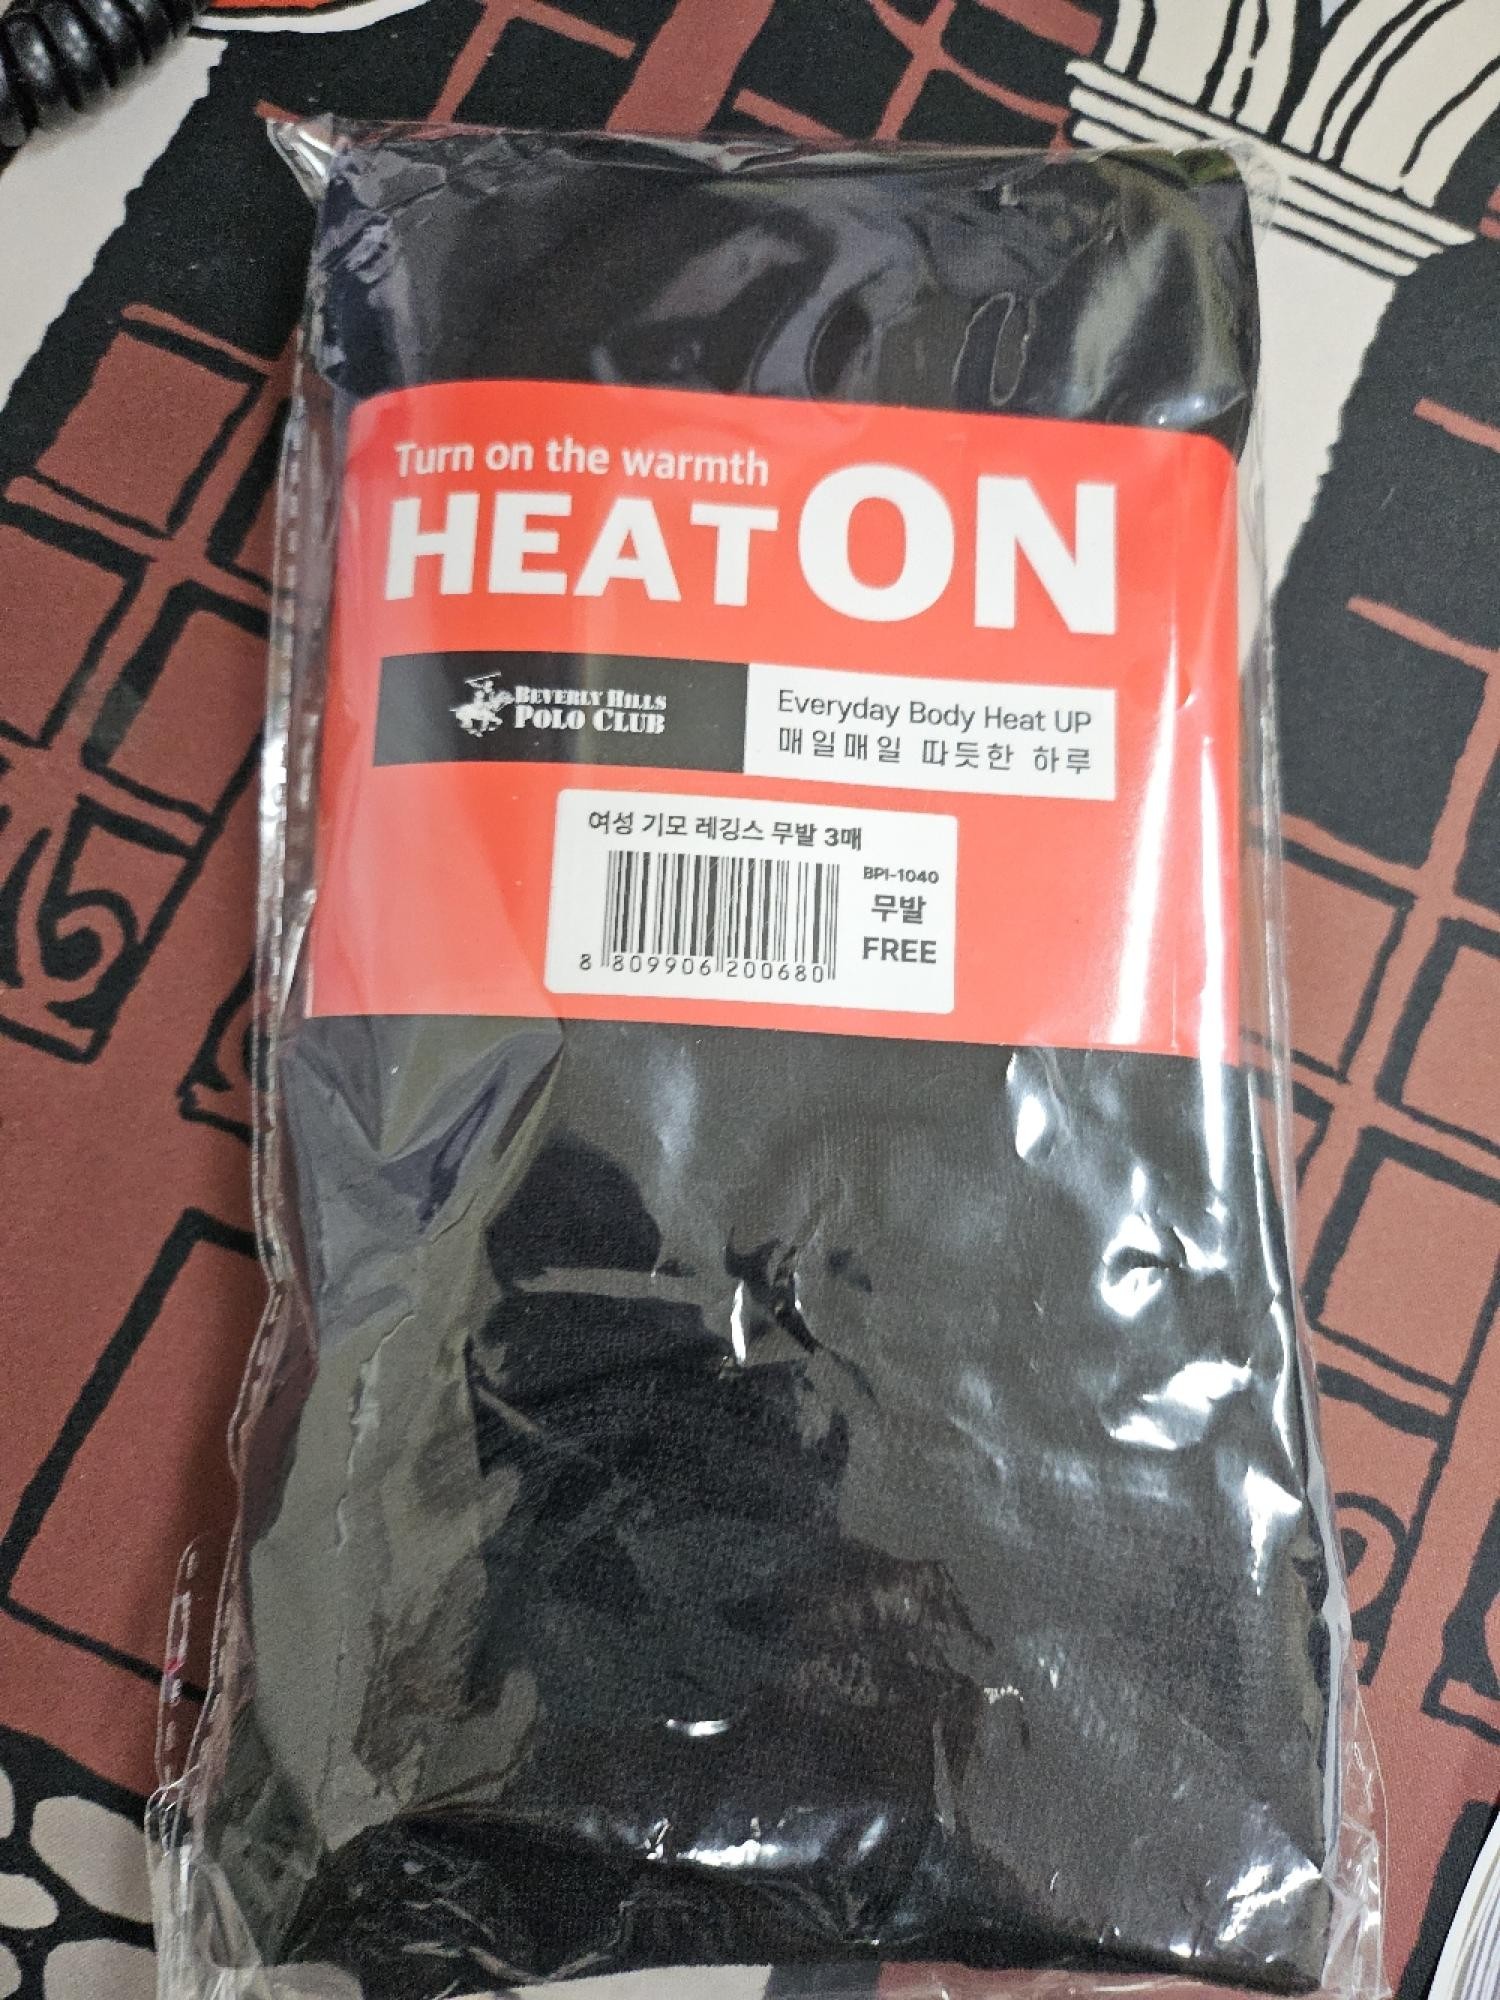 Turn on the warmth
HEATON
BEVERLY HILLS
POLO CLUB
Everyday Body Heat UP
매일매일 따듯한 하루
여성 기모 레깅스 무발 3매
BPI-1040
무발
FREE
8 809906 200680